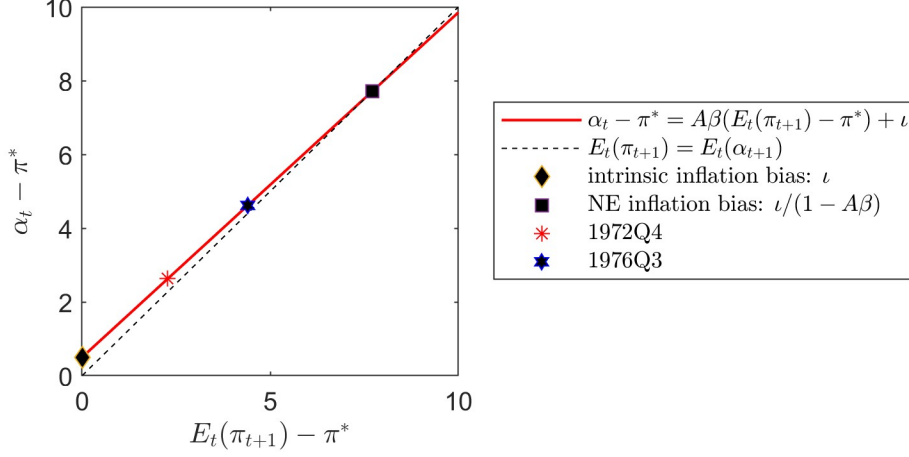 10
8
6
4
2
0
0 5 10
α_t − π*
E_t(π_{t+1}) − π*
α_t − π* = Aβ(E_t(π_{t+1}) − π*) + ι
E_t(π_{t+1}) = E_t(α_{t+1})
intrinsic inflation bias: ι
NE inflation bias: ι/(1 − Aβ)
1972Q4
1976Q3